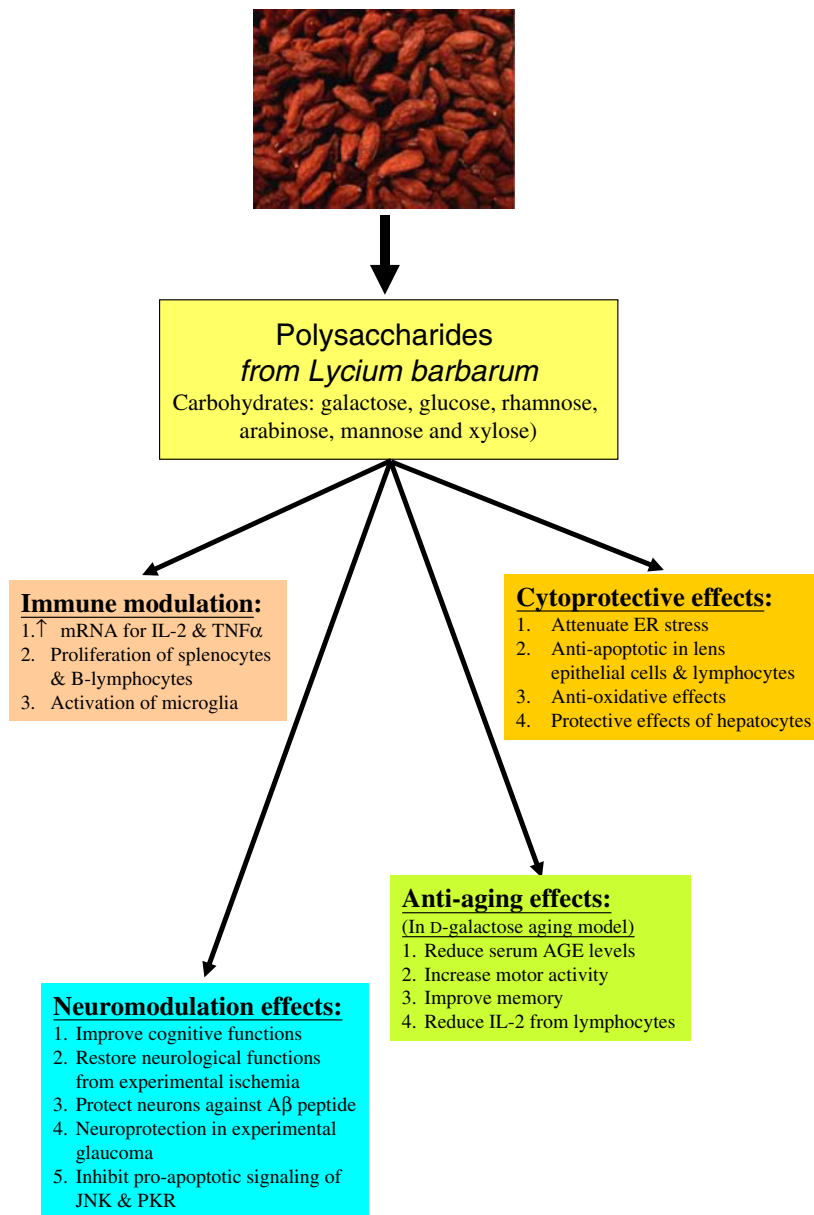 Polysaccharides
from Lycium barbarum
Carbohydrates: galactose, glucose, rhamnose,
arabinose, mannose and xylose)
Immune modulation:
1.↑ mRNA for IL-2 & TNFα
2. Proliferation of splenocytes
& B-lymphocytes
3. Activation of microglia
Cytoprotective effects:
1. Attenuate ER stress
2. Anti-apoptotic in lens
epithelial cells & lymphocytes
3. Anti-oxidative effects
4. Protective effects of hepatocytes
Anti-aging effects:
(In D-galactose aging model)
1. Reduce serum AGE levels
2. Increase motor activity
3. Improve memory
4. Reduce IL-2 from lymphocytes
Neuromodulation effects:
1. Improve cognitive functions
2. Restore neurological functions
from experimental ischemia
3. Protect neurons against Aβ peptide
4. Neuroprotection in experimental
glaucoma
5. Inhibit pro-apoptotic signaling of
JNK & PKR